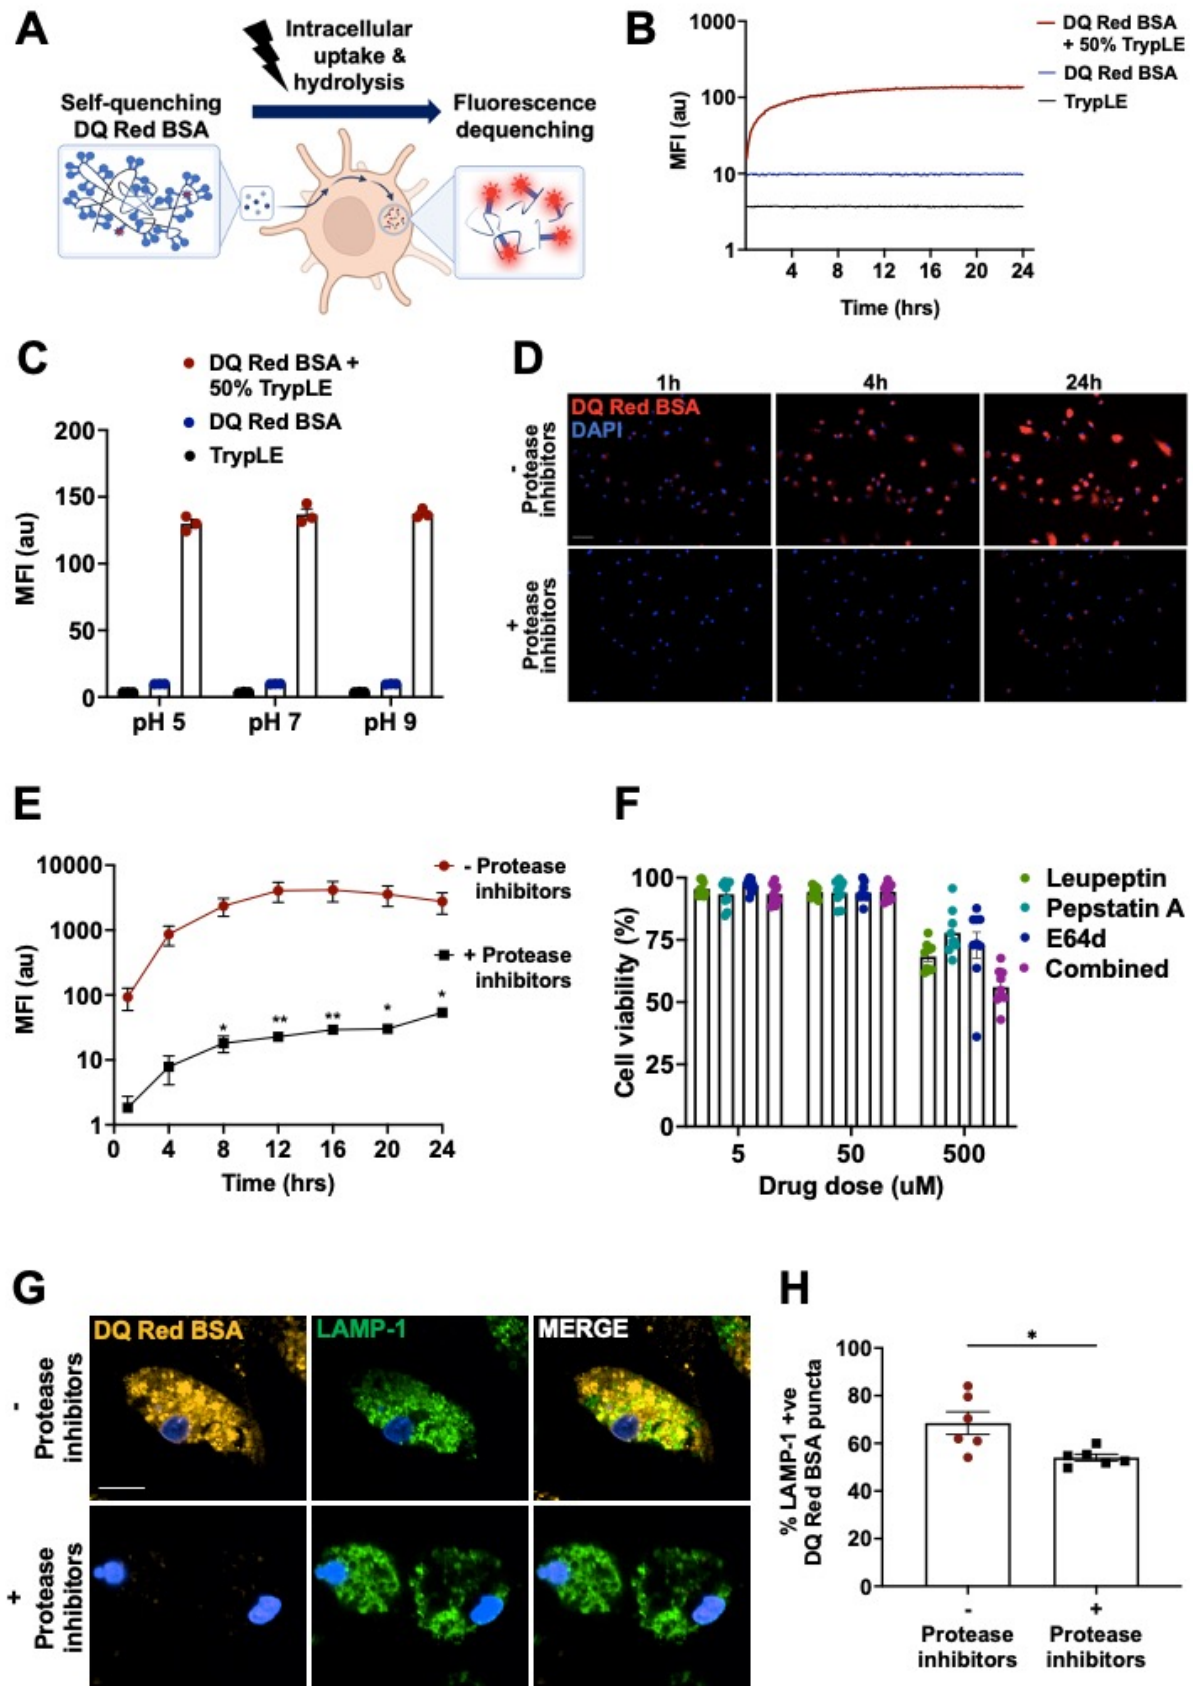 A
Intracellular
uptake &
hydrolysis
Self-quenching
DQ Red BSA
Fluorescence
dequenching
B
MFI (au)
1000
100
10
1
4 8 12 16 20 24
Time (hrs)
DQ Red BSA
+ 50% TrypLE
DQ Red BSA
TrypLE
C
DQ Red BSA +
50% TrypLE
DQ Red BSA
TrypLE
MFI (au)
200
150
100
50
0
pH 5 pH 7 pH 9
D
1h 4h 24h
DQ Red BSA
DAPI
-
Protease
inhibitors
+
Protease
inhibitors
E
MFI (au)
10000
1000
100
10
1
0 4 8 12 16 20 24
Time (hrs)
- Protease
inhibitors
+ Protease
inhibitors
* ** ** * *
F
Cell viability (%)
100
75
50
25
0
5 50 500
Drug dose (uM)
Leupeptin
Pepstatin A
E64d
Combined
G
DQ Red BSA LAMP-1 MERGE
-
Protease
inhibitors
+
Protease
inhibitors
H
% LAMP-1 +ve
DQ Red BSA puncta
100
80
60
40
20
0
*
- +
Protease Protease
inhibitors inhibitors